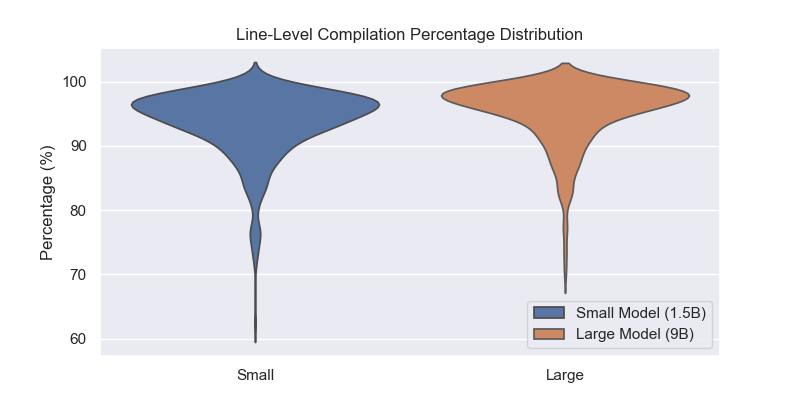 Line-Level Compilation Percentage Distribution
100
90
80
70
60
Percentage (%)
Small Model (1.5B)
Large Model (9B)
Small
Large